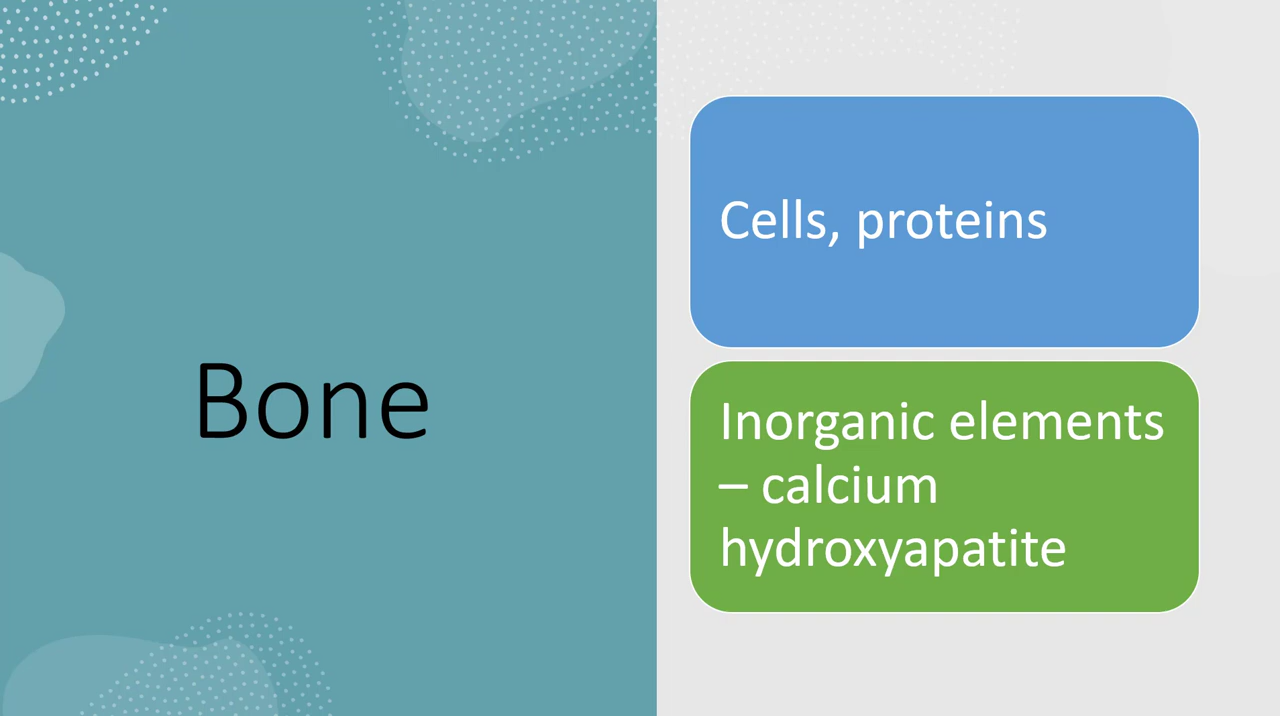 Bone
Cells, proteins
Inorganic elements
– calcium
hydroxyapatite